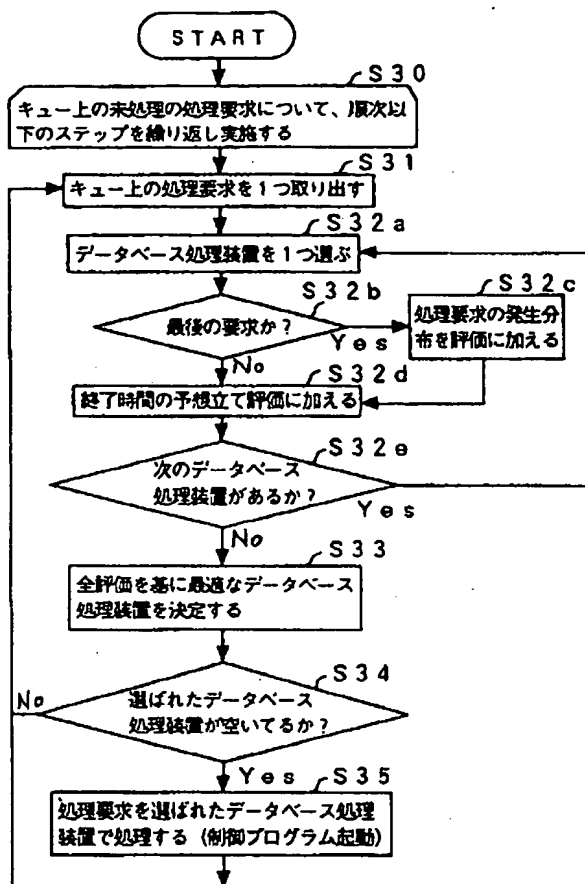 START
S30
キュー上の未処理の処理要求について、順次以
下のステップを繰り返し実施する
S31
キュー上の処理要求を1つ取り出す
S32a
データベース処理装置を1つ選ぶ
S32b
最後の要求か?
Yes
No
S32c
処理要求の発生分
布を評価に加える
S32d
終了時間の予想立て評価に加える
S32e
次のデータベース
処理装置があるか?
Yes
No
S33
全評価を基に最適なデータベース
処理装置を決定する
S34
選ばれたデータベース
処理装置が空いてるか?
No
Yes
S35
処理要求を選ばれたデータベース処理
装置で処理する(制御プログラム起動)